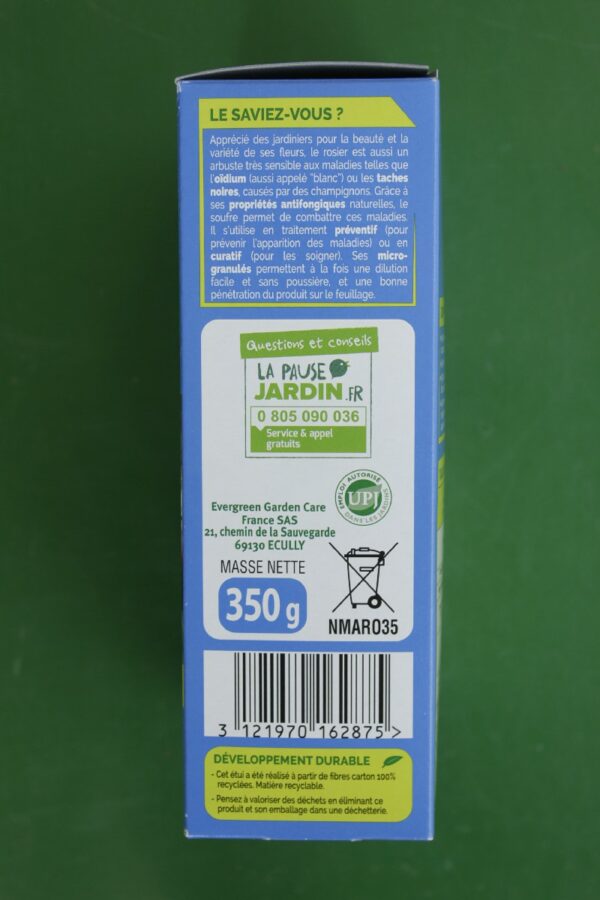 LE SAVIEZ-VOUS ?
Apprécié des jardiniers pour la beauté et la
variété de ses fleurs, le rosier est aussi un
arbuste très sensible aux maladies telles que
l'oïdium (aussi appelé "blanc") ou les taches
noires, causés par des champignons. Grâce à
ses propriétés antifongiques naturelles, le
soufre permet de combattre ces maladies.
Il s'utilise en traitement préventif (pour
prévenir l'apparition des maladies) ou en
curatif (pour les soigner). Ses micro-
granulés permettent à la fois une dilution
facile et sans poussière, et une bonne
pénétration du produit sur le feuillage.
Questions et conseils
LA PAUSE
JARDIN.FR
0 805 090 036
Service & appel
gratuits
EMPLOI AUTORISÉ
UPJ
DANS LES JARDINS
Evergreen Garden Care
France SAS
21, chemin de la Sauvegarde
69130 ECULLY
MASSE NETTE
350 g
NMARO35
3 121970 162875 >
DÉVELOPPEMENT DURABLE
- Cet étui a été réalisé à partir de fibres carton 100%
recyclées. Matière recyclable.
- Pensez à valoriser des déchets en éliminant ce
produit et son emballage dans une déchetterie.